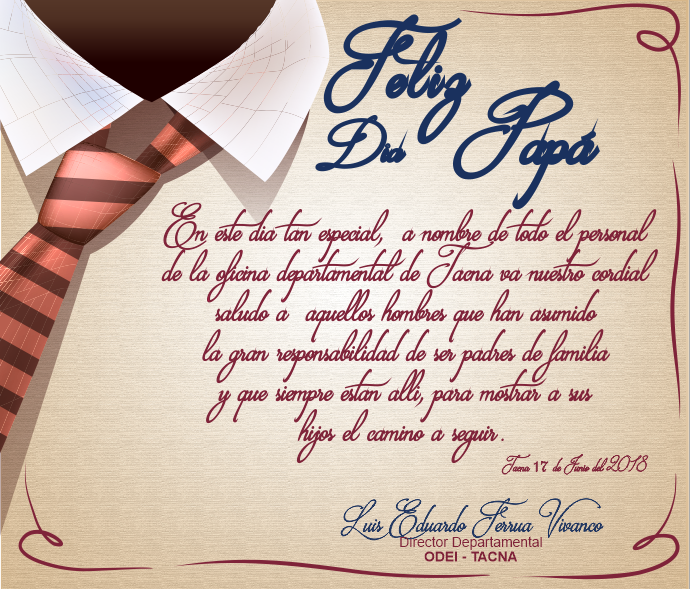 Feliz
Dia Papá
En este dia tan especial, a nombre de todo el personal
de la oficina departamental de Tacna va nuestro cordial
saludo a aquellos hombres que han asumido
la gran responsabilidad de ser padres de familia
y que siempre estan alli, para mostrar a sus
hijos el camino a seguir.
Tacna 17 de Junio del 2018
Luis Eduardo Ferrua Vivanco
Director Departamental
ODEI - TACNA